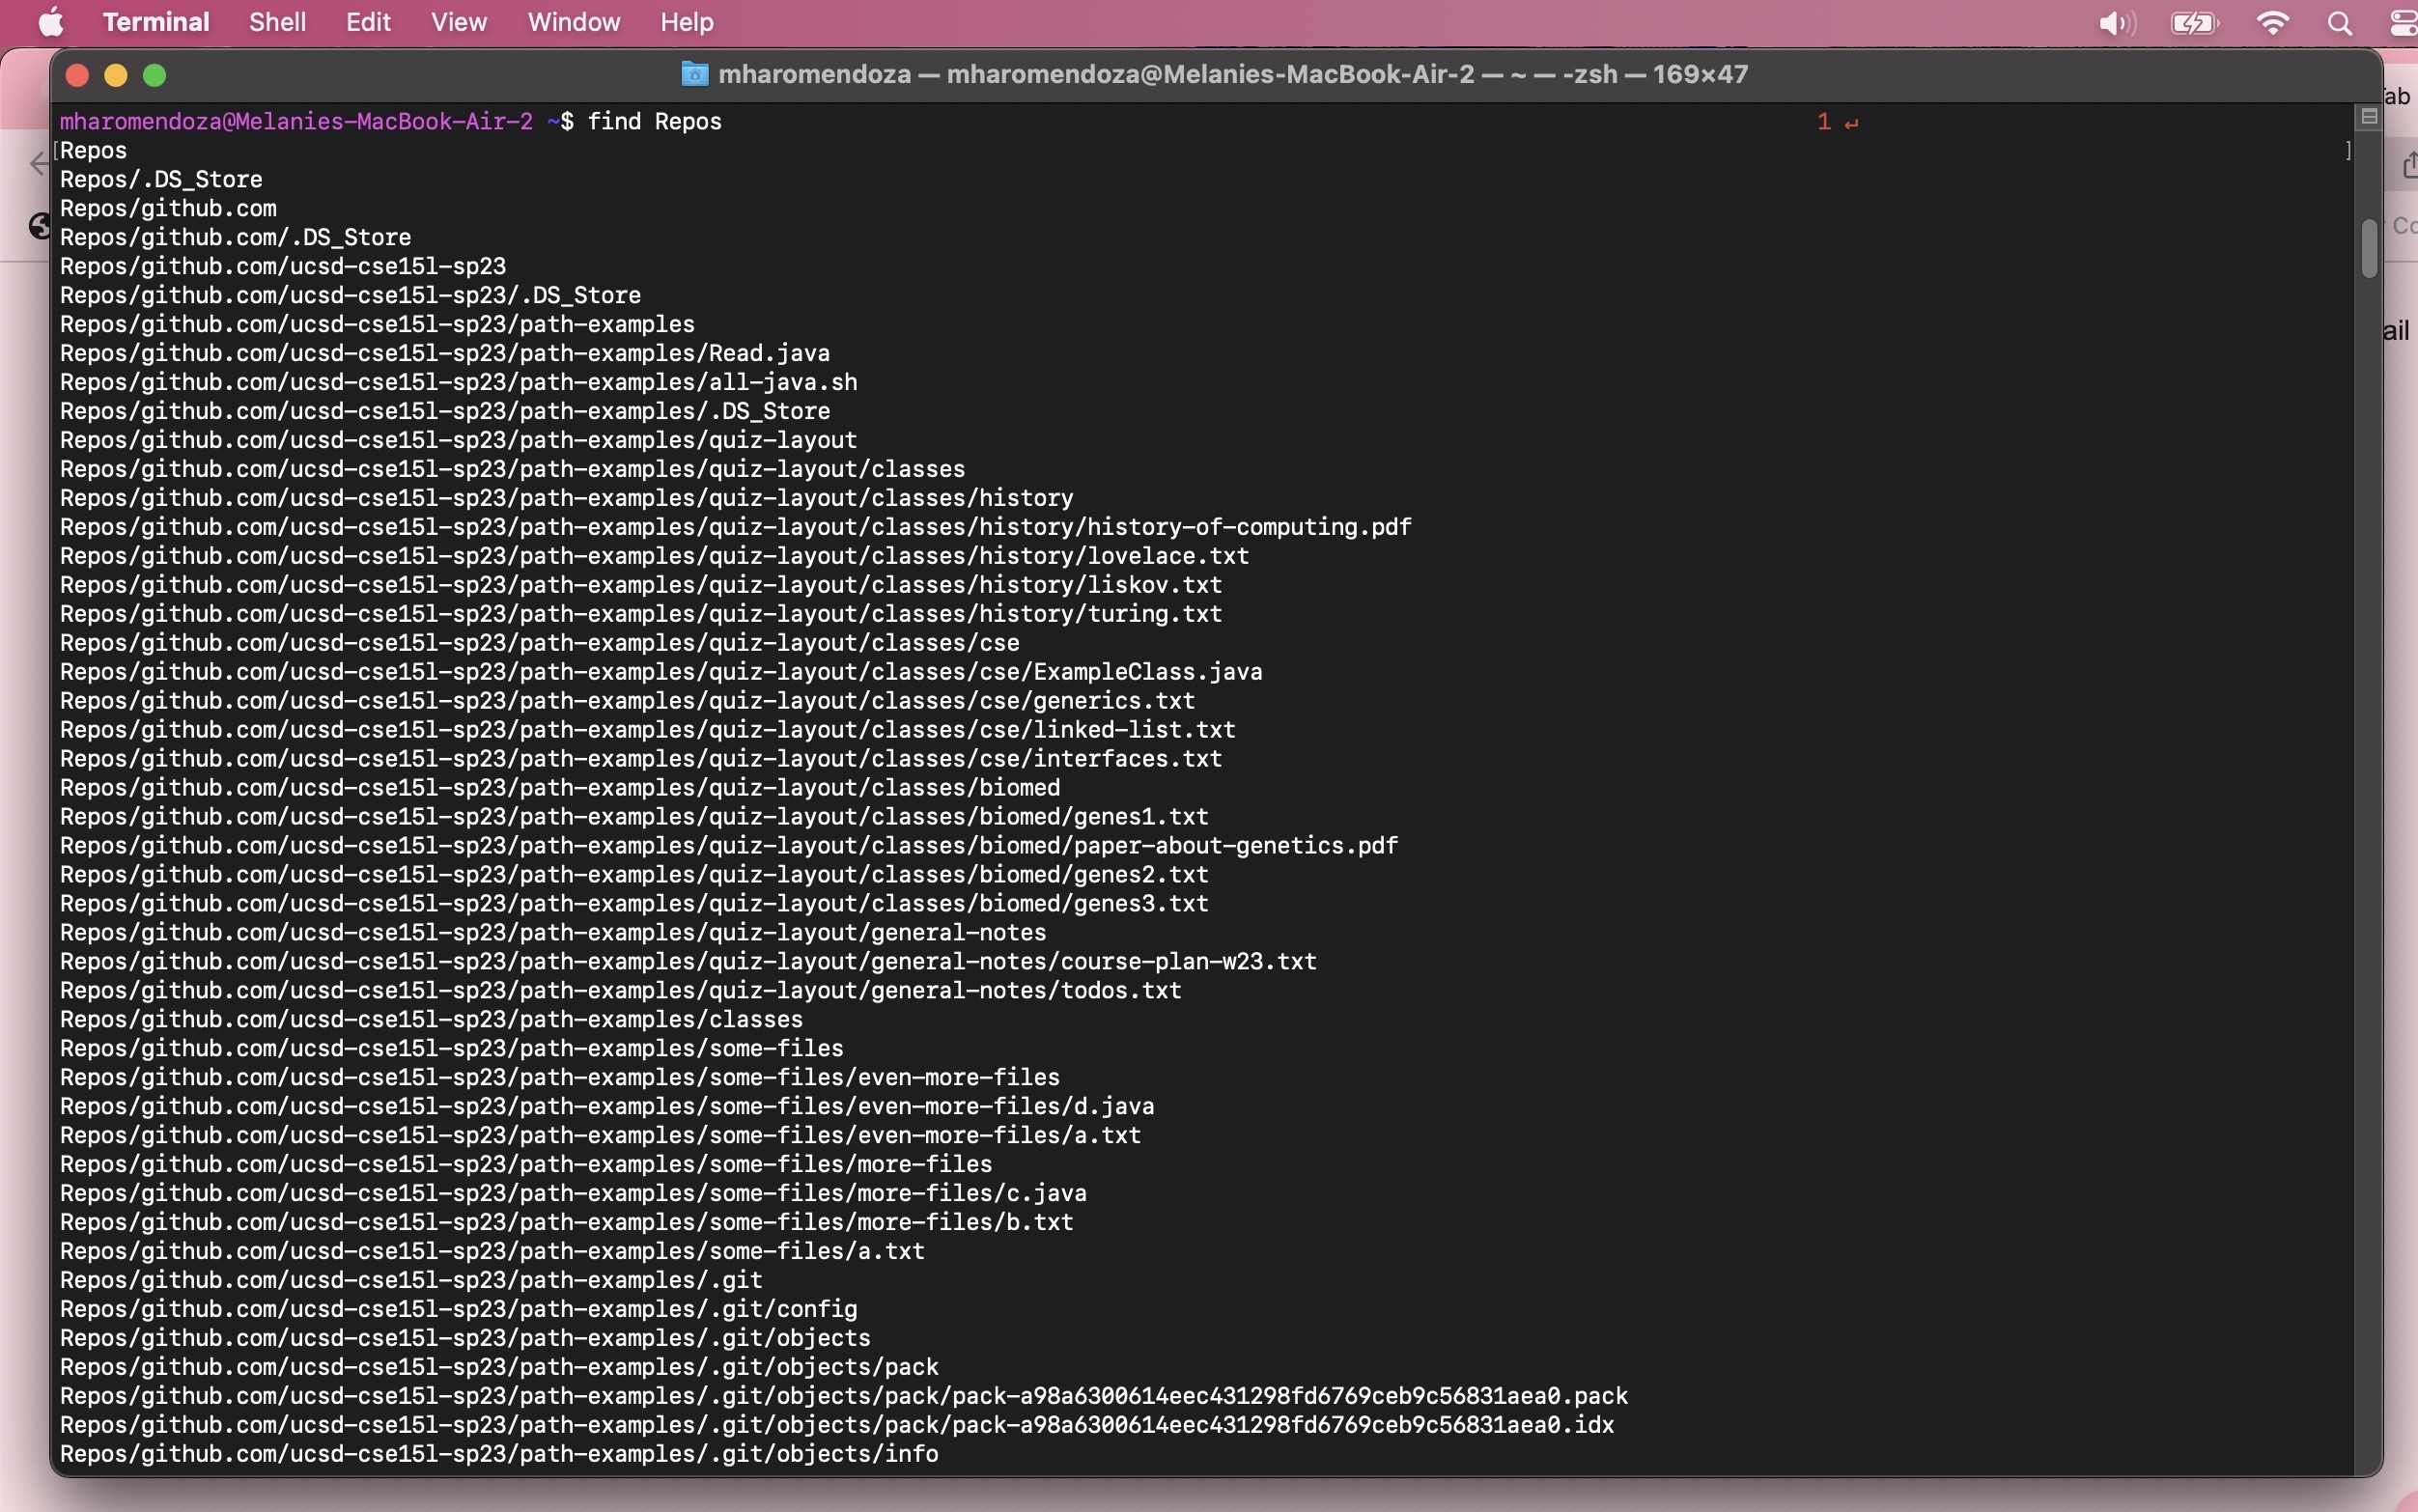 Terminal Shell Edit View Window Help
mharomendoza — mharomendoza@Melanies-MacBook-Air-2 — ~ — -zsh — 169×47
mharomendoza@Melanies-MacBook-Air-2 ~$ find Repos 1 ↵
[Repos ]
Repos/.DS_Store
Repos/github.com
Repos/github.com/.DS_Store
Repos/github.com/ucsd-cse15l-sp23
Repos/github.com/ucsd-cse15l-sp23/.DS_Store
Repos/github.com/ucsd-cse15l-sp23/path-examples
Repos/github.com/ucsd-cse15l-sp23/path-examples/Read.java
Repos/github.com/ucsd-cse15l-sp23/path-examples/all-java.sh
Repos/github.com/ucsd-cse15l-sp23/path-examples/.DS_Store
Repos/github.com/ucsd-cse15l-sp23/path-examples/quiz-layout
Repos/github.com/ucsd-cse15l-sp23/path-examples/quiz-layout/classes
Repos/github.com/ucsd-cse15l-sp23/path-examples/quiz-layout/classes/history
Repos/github.com/ucsd-cse15l-sp23/path-examples/quiz-layout/classes/history/history-of-computing.pdf
Repos/github.com/ucsd-cse15l-sp23/path-examples/quiz-layout/classes/history/lovelace.txt
Repos/github.com/ucsd-cse15l-sp23/path-examples/quiz-layout/classes/history/liskov.txt
Repos/github.com/ucsd-cse15l-sp23/path-examples/quiz-layout/classes/history/turing.txt
Repos/github.com/ucsd-cse15l-sp23/path-examples/quiz-layout/classes/cse
Repos/github.com/ucsd-cse15l-sp23/path-examples/quiz-layout/classes/cse/ExampleClass.java
Repos/github.com/ucsd-cse15l-sp23/path-examples/quiz-layout/classes/cse/generics.txt
Repos/github.com/ucsd-cse15l-sp23/path-examples/quiz-layout/classes/cse/linked-list.txt
Repos/github.com/ucsd-cse15l-sp23/path-examples/quiz-layout/classes/cse/interfaces.txt
Repos/github.com/ucsd-cse15l-sp23/path-examples/quiz-layout/classes/biomed
Repos/github.com/ucsd-cse15l-sp23/path-examples/quiz-layout/classes/biomed/genes1.txt
Repos/github.com/ucsd-cse15l-sp23/path-examples/quiz-layout/classes/biomed/paper-about-genetics.pdf
Repos/github.com/ucsd-cse15l-sp23/path-examples/quiz-layout/classes/biomed/genes2.txt
Repos/github.com/ucsd-cse15l-sp23/path-examples/quiz-layout/classes/biomed/genes3.txt
Repos/github.com/ucsd-cse15l-sp23/path-examples/quiz-layout/general-notes
Repos/github.com/ucsd-cse15l-sp23/path-examples/quiz-layout/general-notes/course-plan-w23.txt
Repos/github.com/ucsd-cse15l-sp23/path-examples/quiz-layout/general-notes/todos.txt
Repos/github.com/ucsd-cse15l-sp23/path-examples/classes
Repos/github.com/ucsd-cse15l-sp23/path-examples/some-files
Repos/github.com/ucsd-cse15l-sp23/path-examples/some-files/even-more-files
Repos/github.com/ucsd-cse15l-sp23/path-examples/some-files/even-more-files/d.java
Repos/github.com/ucsd-cse15l-sp23/path-examples/some-files/even-more-files/a.txt
Repos/github.com/ucsd-cse15l-sp23/path-examples/some-files/more-files
Repos/github.com/ucsd-cse15l-sp23/path-examples/some-files/more-files/c.java
Repos/github.com/ucsd-cse15l-sp23/path-examples/some-files/more-files/b.txt
Repos/github.com/ucsd-cse15l-sp23/path-examples/some-files/a.txt
Repos/github.com/ucsd-cse15l-sp23/path-examples/.git
Repos/github.com/ucsd-cse15l-sp23/path-examples/.git/config
Repos/github.com/ucsd-cse15l-sp23/path-examples/.git/objects
Repos/github.com/ucsd-cse15l-sp23/path-examples/.git/objects/pack
Repos/github.com/ucsd-cse15l-sp23/path-examples/.git/objects/pack/pack-a98a6300614eec431298fd6769ceb9c56831aea0.pack
Repos/github.com/ucsd-cse15l-sp23/path-examples/.git/objects/pack/pack-a98a6300614eec431298fd6769ceb9c56831aea0.idx
Repos/github.com/ucsd-cse15l-sp23/path-examples/.git/objects/info